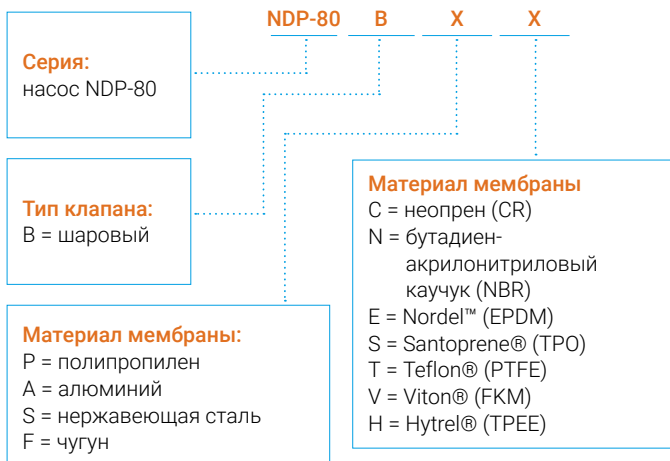 NDP-80 B X X
Серия:
насос NDP-80
Тип клапана:
B = шаровый
Материал мембраны:
P = полипропилен
A = алюминий
S = нержавеющая сталь
F = чугун
Материал мембраны
C = неопрен (CR)
N = бутадиен-
акрилонитриловый
каучук (NBR)
E = Nordel™ (EPDM)
S = Santoprene® (TPO)
T = Teflon® (PTFE)
V = Viton® (FKM)
H = Hytrel® (TPEE)